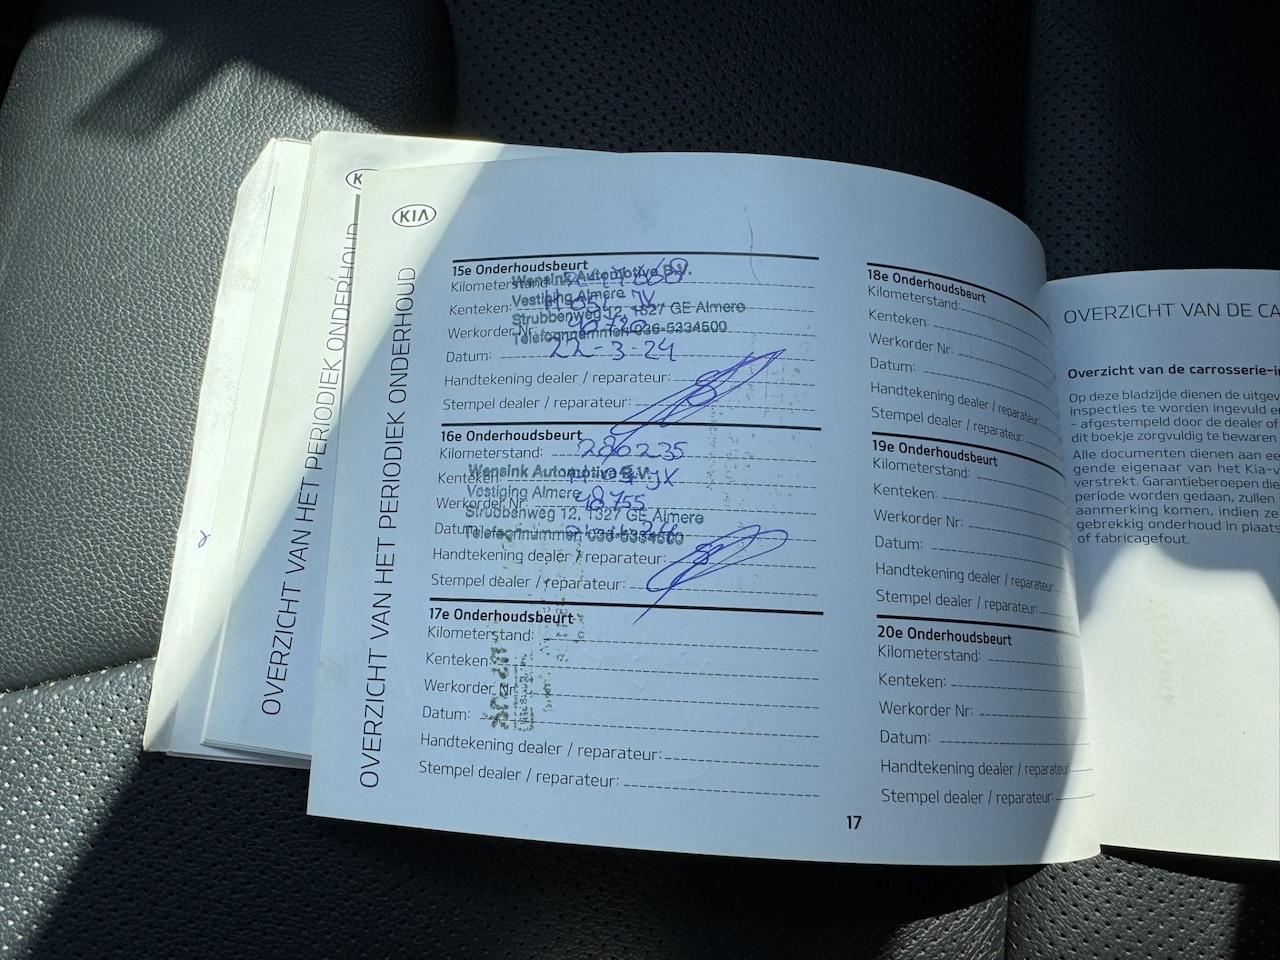 KIA
OVERZICHT VAN HET PERIODIEK ONDERHOUD
OVERZICHT VAN HET PERIODIEK ONDERHOUD
15e Onderhoudsbeurt
Kilometerstand
Kenteken:
Werkorder Nr:
Datum: 22-3-24
Handtekening dealer / reparateur:
Stempel dealer / reparateur:
Wensink Automotive B.V.
Vestiging Almere
Strubbenweg 12, 1327 GE Almere
Telefoonnummer: 036-5334500
16e Onderhoudsbeurt
Kilometerstand: 280235
Kenteken:
Werkorder Nr: 48755
Datum:
Handtekening dealer / reparateur:
Stempel dealer / reparateur:
Wensink Automotive B.V.
Vestiging Almere
Strubbenweg 12, 1327 GE Almere
Telefoonnummer: 036-5334500
17e Onderhoudsbeurt
Kilometerstand:
Kenteken:
Werkorder Nr:
Datum:
Handtekening dealer / reparateur:
Stempel dealer / reparateur:
18e Onderhoudsbeurt
Kilometerstand:
Kenteken:
Werkorder Nr:
Datum:
Handtekening dealer / reparateur:
Stempel dealer / reparateur:
19e Onderhoudsbeurt
Kilometerstand:
Kenteken:
Werkorder Nr:
Datum:
Handtekening dealer / reparateur:
Stempel dealer / reparateur:
20e Onderhoudsbeurt
Kilometerstand:
Kenteken:
Werkorder Nr:
Datum:
Handtekening dealer / reparateur:
Stempel dealer / reparateur:
17
OVERZICHT VAN DE CA
Overzicht van de carrosserie-i
Op deze bladzijde dienen de uitgev
inspecties te worden ingevuld e
– afgestempeld door de dealer of
dit boekje zorgvuldig te bewaren
Alle documenten dienen aan ee
gende eigenaar van het Kia-v
verstrekt. Garantieberoepen die
periode worden gedaan, zullen
aanmerking komen, indien ze
gebrekkig onderhoud in plaats
of fabricagefout.